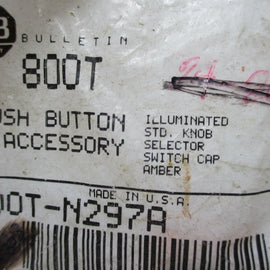 B BULLETIN
800T
USH BUTTON
ACCESSORY
ILLUMINATED
STD. KNOB
SELECTOR
SWITCH CAP
AMBER
MADE IN U.S.A.
00T-N297A